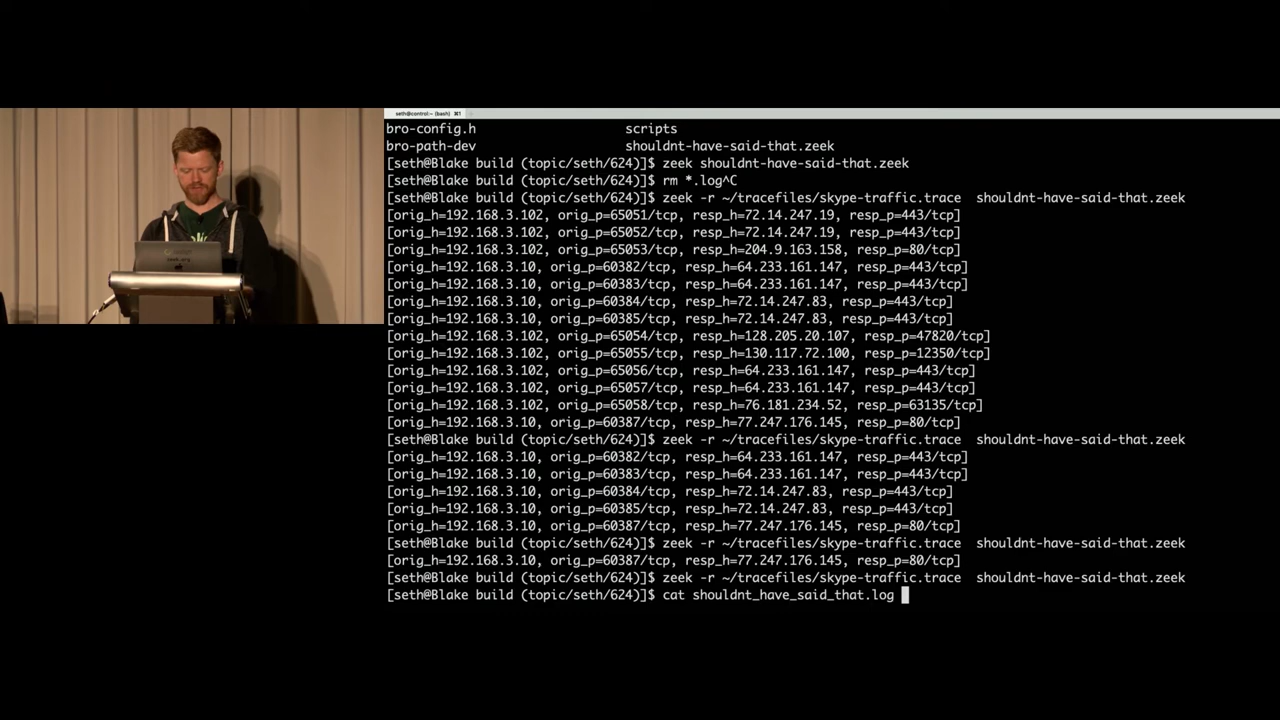 seth@control:~ (bash) ⌘1
bro-config.h scripts
bro-path-dev shouldnt-have-said-that.zeek
[seth@Blake build (topic/seth/624)]$ zeek shouldnt-have-said-that.zeek
[seth@Blake build (topic/seth/624)]$ rm *.log^C
[seth@Blake build (topic/seth/624)]$ zeek -r ~/tracefiles/skype-traffic.trace  shouldnt-have-said-that.zeek
[orig_h=192.168.3.102, orig_p=65051/tcp, resp_h=72.14.247.19, resp_p=443/tcp]
[orig_h=192.168.3.102, orig_p=65052/tcp, resp_h=72.14.247.19, resp_p=443/tcp]
[orig_h=192.168.3.102, orig_p=65053/tcp, resp_h=204.9.163.158, resp_p=80/tcp]
[orig_h=192.168.3.10, orig_p=60382/tcp, resp_h=64.233.161.147, resp_p=443/tcp]
[orig_h=192.168.3.10, orig_p=60383/tcp, resp_h=64.233.161.147, resp_p=443/tcp]
[orig_h=192.168.3.10, orig_p=60384/tcp, resp_h=72.14.247.83, resp_p=443/tcp]
[orig_h=192.168.3.10, orig_p=60385/tcp, resp_h=72.14.247.83, resp_p=443/tcp]
[orig_h=192.168.3.102, orig_p=65054/tcp, resp_h=128.205.20.107, resp_p=47820/tcp]
[orig_h=192.168.3.102, orig_p=65055/tcp, resp_h=130.117.72.100, resp_p=12350/tcp]
[orig_h=192.168.3.102, orig_p=65056/tcp, resp_h=64.233.161.147, resp_p=443/tcp]
[orig_h=192.168.3.102, orig_p=65057/tcp, resp_h=64.233.161.147, resp_p=443/tcp]
[orig_h=192.168.3.102, orig_p=65058/tcp, resp_h=76.181.234.52, resp_p=63135/tcp]
[orig_h=192.168.3.10, orig_p=60387/tcp, resp_h=77.247.176.145, resp_p=80/tcp]
[seth@Blake build (topic/seth/624)]$ zeek -r ~/tracefiles/skype-traffic.trace  shouldnt-have-said-that.zeek
[orig_h=192.168.3.10, orig_p=60382/tcp, resp_h=64.233.161.147, resp_p=443/tcp]
[orig_h=192.168.3.10, orig_p=60383/tcp, resp_h=64.233.161.147, resp_p=443/tcp]
[orig_h=192.168.3.10, orig_p=60384/tcp, resp_h=72.14.247.83, resp_p=443/tcp]
[orig_h=192.168.3.10, orig_p=60385/tcp, resp_h=72.14.247.83, resp_p=443/tcp]
[orig_h=192.168.3.10, orig_p=60387/tcp, resp_h=77.247.176.145, resp_p=80/tcp]
[seth@Blake build (topic/seth/624)]$ zeek -r ~/tracefiles/skype-traffic.trace  shouldnt-have-said-that.zeek
[orig_h=192.168.3.10, orig_p=60387/tcp, resp_h=77.247.176.145, resp_p=80/tcp]
[seth@Blake build (topic/seth/624)]$ zeek -r ~/tracefiles/skype-traffic.trace  shouldnt-have-said-that.zeek
[seth@Blake build (topic/seth/624)]$ cat shouldnt_have_said_that.log